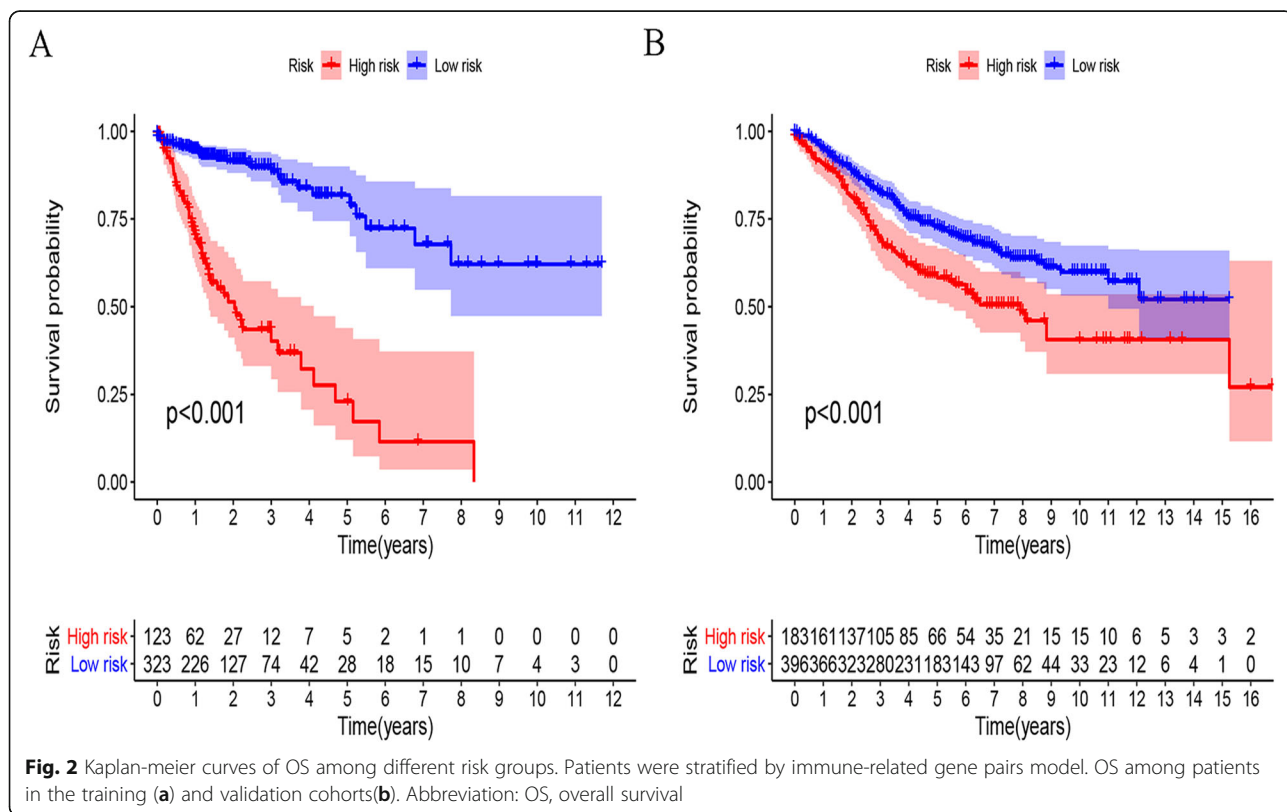 A
Risk High risk Low risk
Survival probability
1.00
0.75
0.50
0.25
0.00
p<0.001
0 1 2 3 4 5 6 7 8 9 10 11 12
Time(years)
Risk
High risk 123 62 27 12 7 5 2 1 1 0 0 0 0
Low risk 323 226 127 74 42 28 18 15 10 7 4 3 0
0 1 2 3 4 5 6 7 8 9 10 11 12
Time(years)
B
Risk High risk Low risk
Survival probability
1.00
0.75
0.50
0.25
0.00
p<0.001
0 1 2 3 4 5 6 7 8 9 10 11 12 13 14 15 16
Time(years)
Risk
High risk 183 161 137 105 85 66 54 35 21 15 15 10 6 5 3 3 2
Low risk 396 366 323 280 231 183 143 97 62 44 33 23 12 6 4 1 0
0 1 2 3 4 5 6 7 8 9 10 11 12 13 14 15 16
Time(years)
Fig. 2 Kaplan-meier curves of OS among different risk groups. Patients were stratified by immune-related gene pairs model. OS among patients
in the training (a) and validation cohorts(b). Abbreviation: OS, overall survival